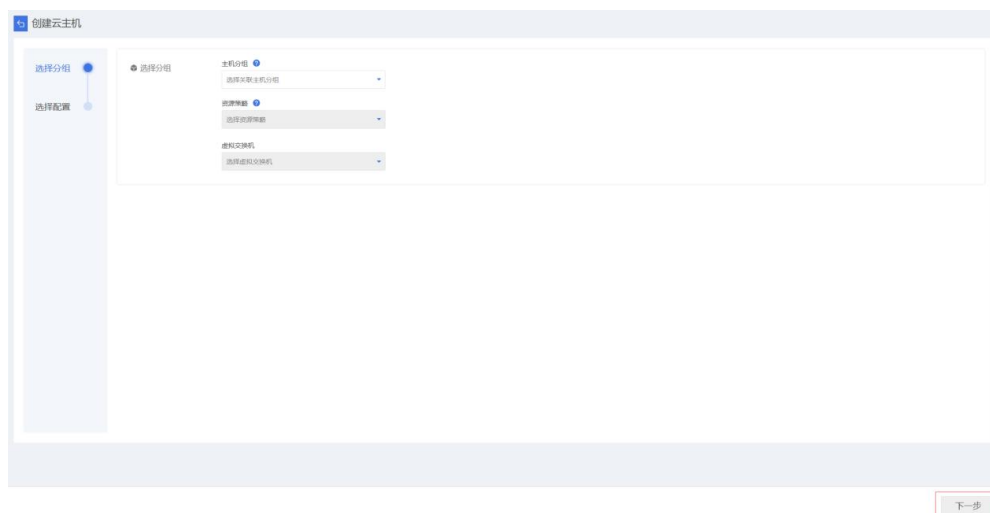 创建云主机
选择分组
选择配置
选择分组
主机分组
选择关联主机分组
资源策略
选择资源策略
虚拟交换机
选择虚拟交换机
下一步